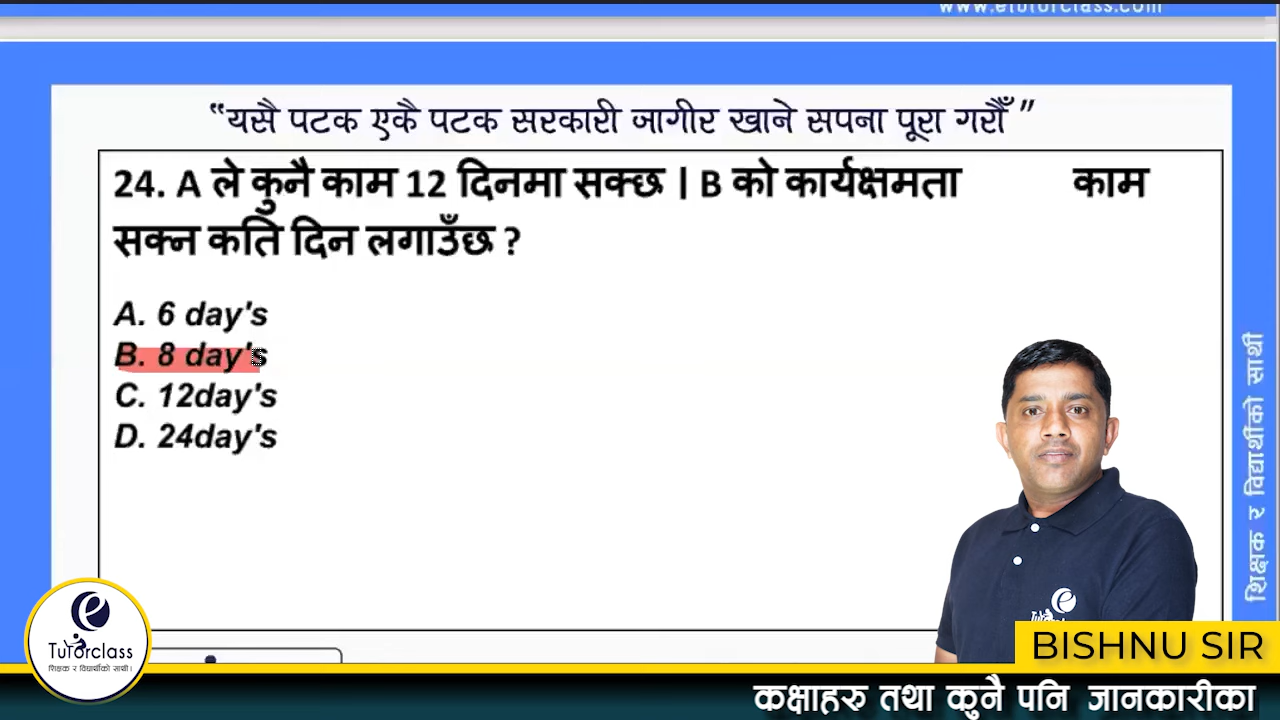 www.etutorclass.com
“यसै पटक एकै पटक सरकारी जागीर खाने सपना पूरा गरौँ ”
24. A ले कुनै काम 12 दिनमा सक्छ | B को कार्यक्षमता काम
सक्न कति दिन लगाउँछ ?
A. 6 day's
B. 8 day's
C. 12day's
D. 24day's
शिक्षक र विद्यार्थीको साथी
e
Tutorclass
शिक्षक र विद्यार्थीको साथी।
BISHNU SIR
कक्षाहरु तथा कुनै पनि जानकारीका